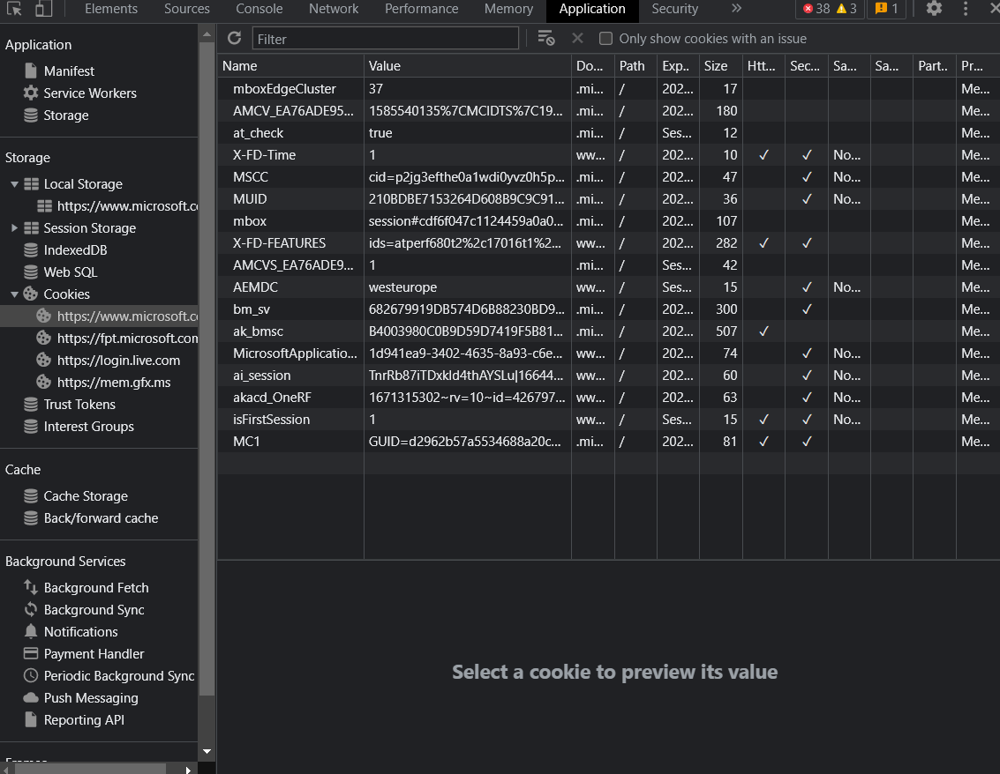 Elements Sources Console Network Performance Memory Application Security » 38 3 1
Application
Manifest
Service Workers
Storage
Storage
Local Storage
https://www.microsoft.co
Session Storage
IndexedDB
Web SQL
Cookies
https://www.microsoft.co
https://fpt.microsoft.com
https://login.live.com
https://mem.gfx.ms
Trust Tokens
Interest Groups
Cache
Cache Storage
Back/forward cache
Background Services
Background Fetch
Background Sync
Notifications
Payment Handler
Periodic Background Sync
Push Messaging
Reporting API
Frames
Filter Only show cookies with an issue
Name Value Do... Path Exp.. Size Htt... Sec... Sa... Sa... Part.. Pr...
mboxEdgeCluster 37 .mi... / 202... 17 Me...
AMCV_EA76ADE95... 1585540135%7CMCIDTS%7C19... .mi... / 202... 180 Me...
at_check true .mi... / Ses... 12 Me...
X-FD-Time 1 ww... / 202... 10 ✓ ✓ No... Me...
MSCC cid=p2jg3efthe0a1wdi0yvz0h5p... .mi... / 202... 47 ✓ No... Me...
MUID 210BDBE7153264D608B9C9C91... .mi... / 202... 36 ✓ No... Me...
mbox session#cdf6f047c1124459a0a0... .mi... / 202... 107 Me...
X-FD-FEATURES ids=atperf680t2%2c17016t1%2... ww... / 202... 282 ✓ ✓ Me...
AMCVS_EA76ADE9... 1 .mi... / Ses... 42 Me...
AEMDC westeurope ww... / Ses... 15 ✓ No... Me...
bm_sv 682679919DB574D6B88230BD9... .mi... / 202... 300 ✓ Me...
ak_bmsc B4003980C0B9D59D7419F5B81... .mi... / 202... 507 ✓ Me...
MicrosoftApplicatio... 1d941ea9-3402-4635-8a93-c6e... ww... / 202... 74 ✓ No... Me...
ai_session TnrRb87iTDxkld4thAYSLu|16644... ww... / 202... 60 ✓ No... Me...
akacd_OneRF 1671315302~rv=10~id=426797... ww... / 202... 63 ✓ No... Me...
isFirstSession 1 ww... / Ses... 15 ✓ ✓ No... Me...
MC1 GUID=d2962b57a5534688a20c... .mi... / 202... 81 ✓ ✓ Me...
Select a cookie to preview its value